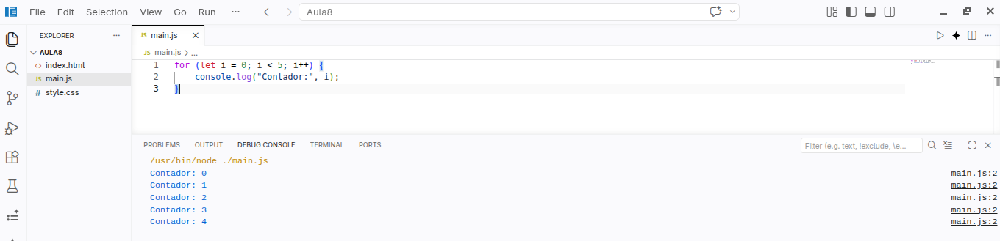 File Edit Selection View Go Run ··· Aula8
EXPLORER ···
AULA8
<> index.html
JS main.js
# style.css
JS main.js
JS main.js > ...
1 for (let i = 0; i < 5; i++) {
2 console.log("Contador:", i);
3 }
PROBLEMS OUTPUT DEBUG CONSOLE TERMINAL PORTS Filter (e.g. text, !exclude, \e...
/usr/bin/node ./main.js
Contador: 0 main.js:2
Contador: 1 main.js:2
Contador: 2 main.js:2
Contador: 3 main.js:2
Contador: 4 main.js:2